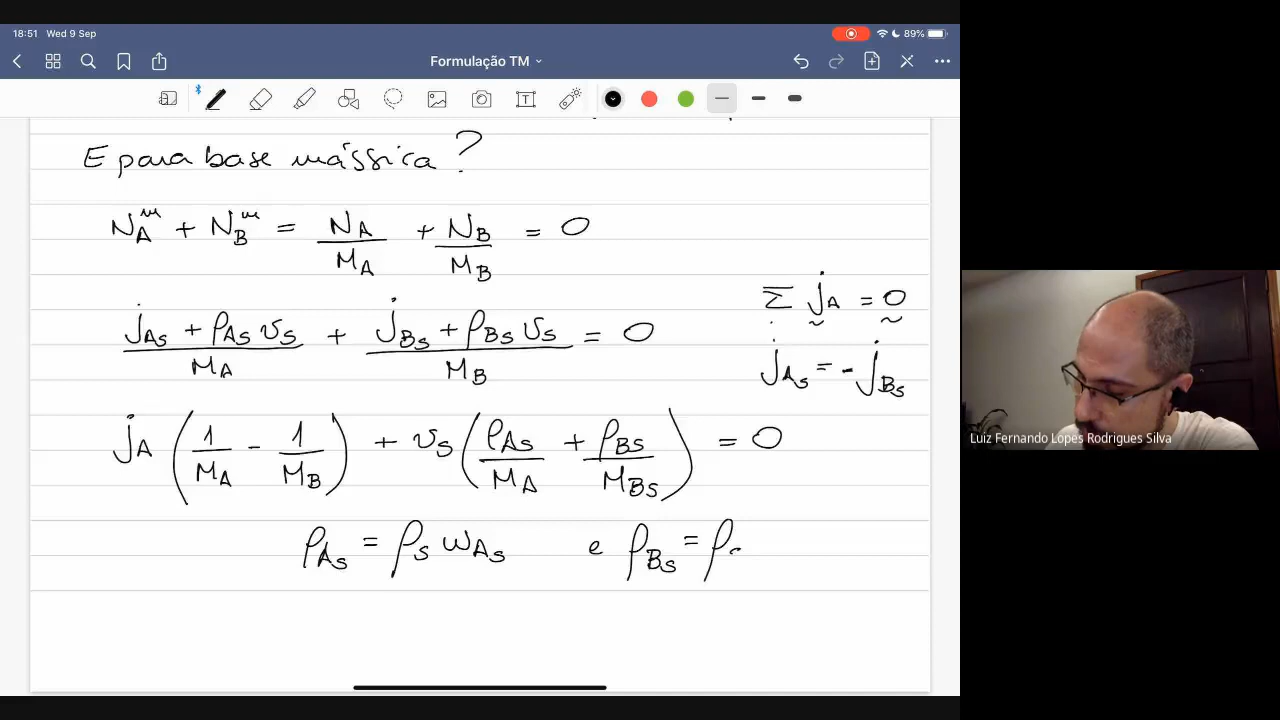 18:51 Wed 9 Sep 89%
Formulação TM
E para base mássica?
N_A^m + N_B^m = N_A/M_A + N_B/M_B = 0
∑ j_A = 0
(j_As + ρ_As v_s)/M_A + (j_Bs + ρ_Bs v_s)/M_B = 0
j_As = - j_Bs
j_A (1/M_A - 1/M_B) + v_s (ρ_As/M_A + ρ_Bs/M_Bs) = 0
ρ_As = ρ_s ω_As e ρ_Bs = ρ
Luiz Fernando Lopes Rodrigues Silva